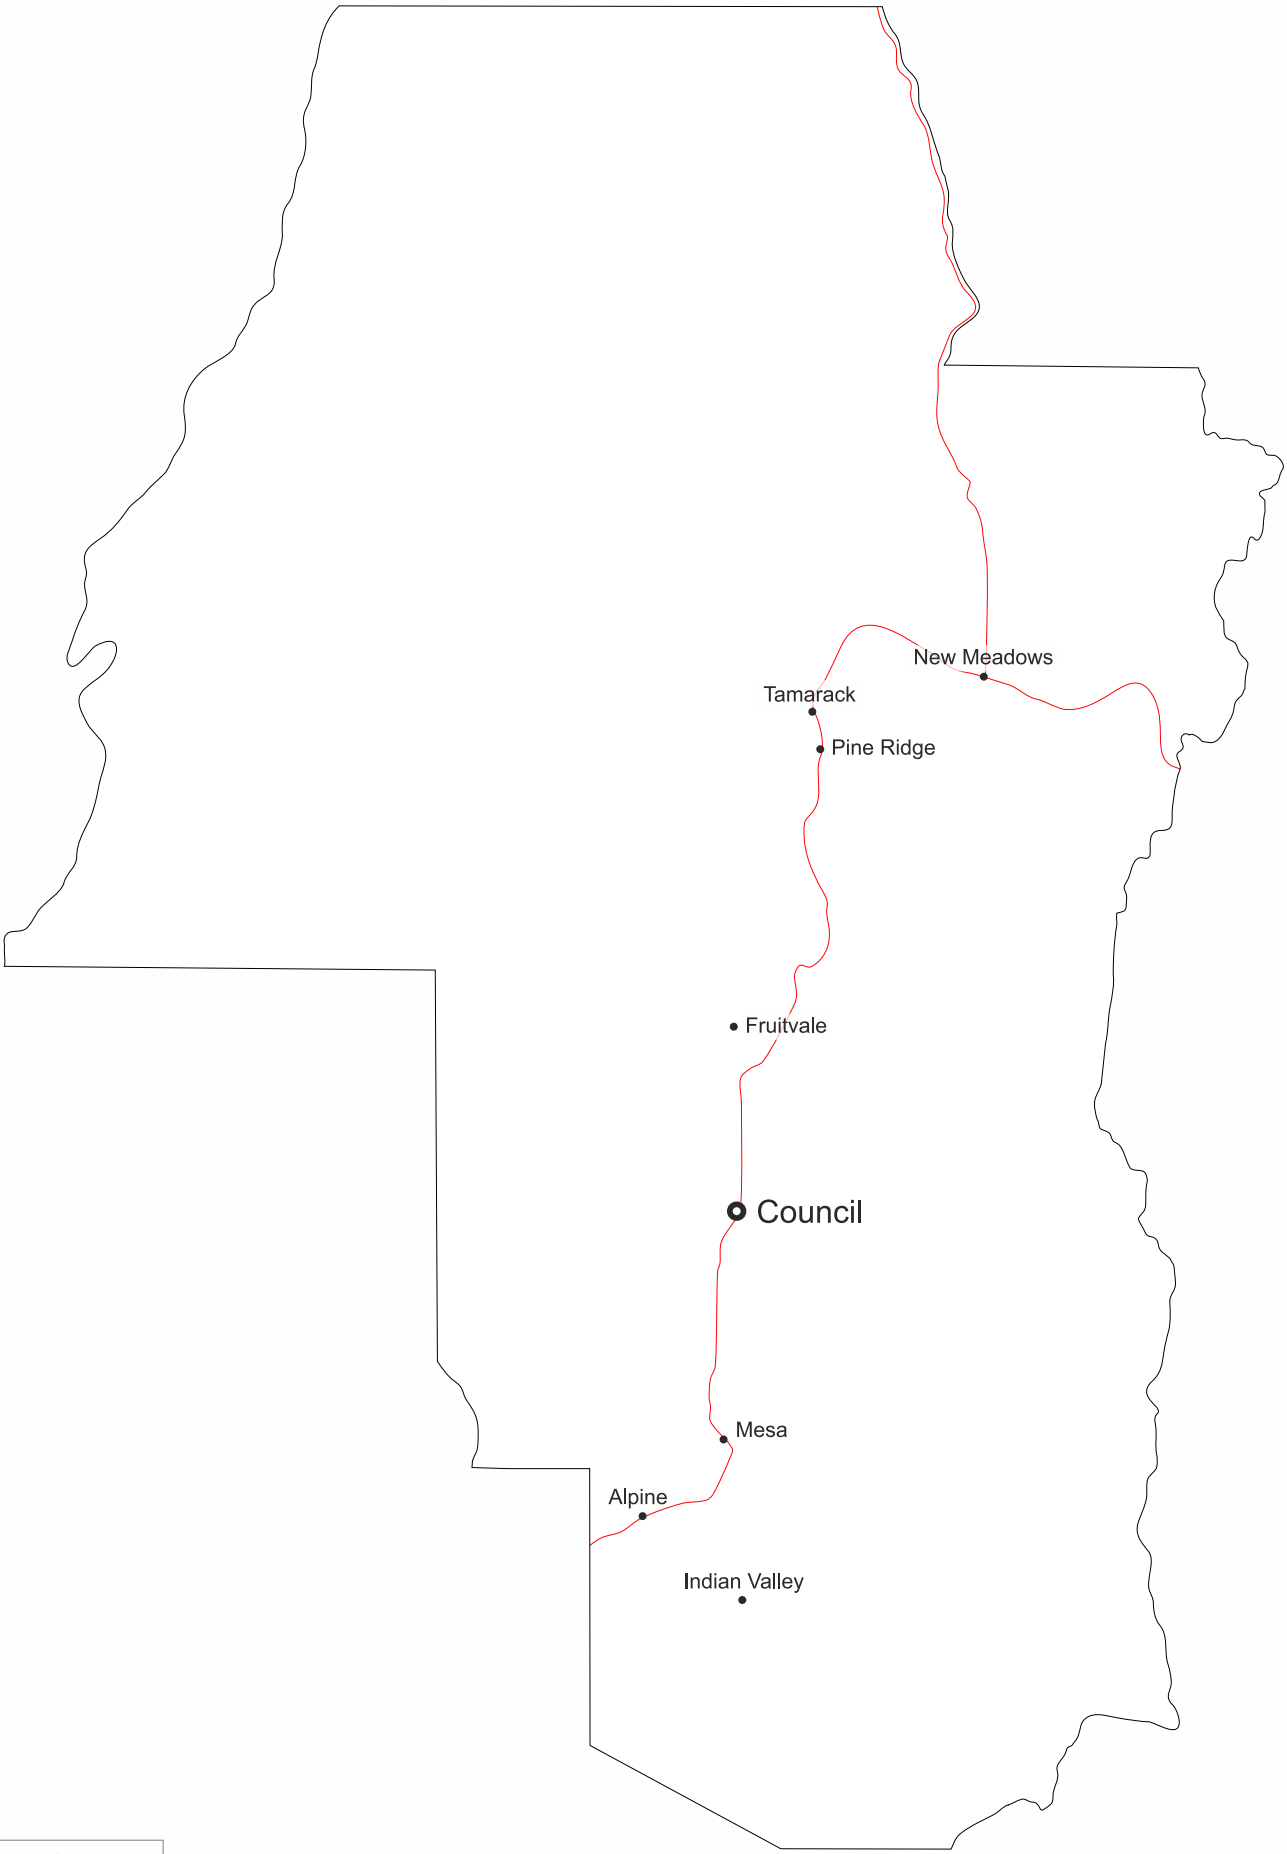 New Meadows
Tamarack
Pine Ridge
Fruitvale
Council
Mesa
Alpine
Indian Valley